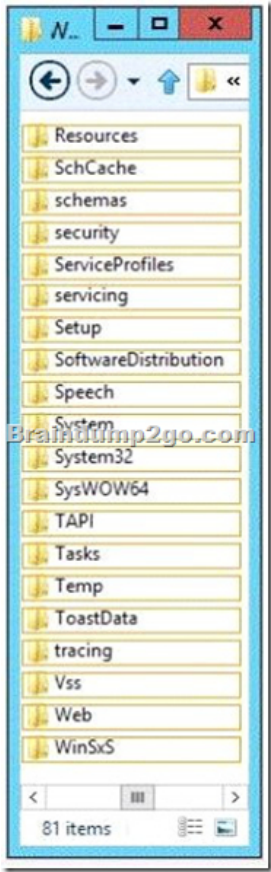 N...
«
Resources
SchCache
schemas
security
ServiceProfiles
servicing
Setup
SoftwareDistribution
Speech
System
Braindump2go.com
System32
SysWOW64
TAPI
Tasks
Temp
ToastData
tracing
Vss
Web
WinSxS
81 items